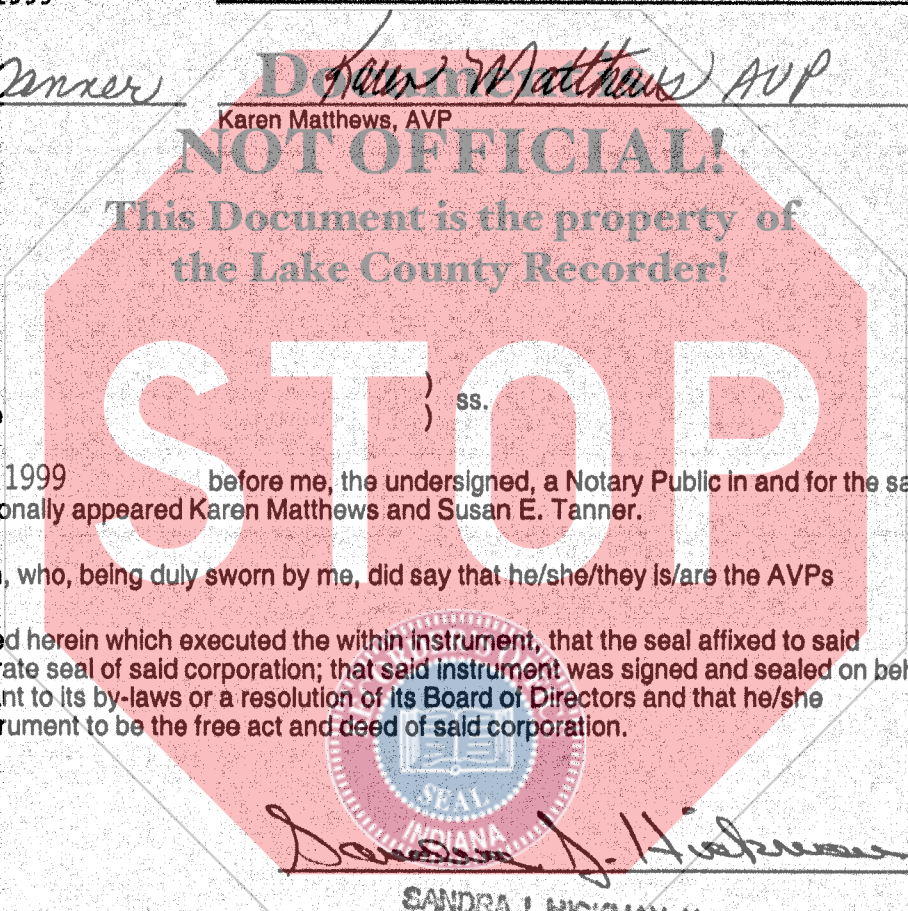 1999
Tanner Karen Matthews AVP
Document is
Karen Matthews, AVP
NOT OFFICIAL!
This Document is the property of
the Lake County Recorder!
STOP
) ss.
)
1999 before me, the undersigned, a Notary Public in and for the sa
onally appeared Karen Matthews and Susan E. Tanner.
, who, being duly sworn by me, did say that he/she/they is/are the AVPs
ed herein which executed the within instrument, that the seal affixed to said
rate seal of said corporation; that said instrument was signed and sealed on beh
nt to its by-laws or a resolution of its Board of Directors and that he/she
rument to be the free act and deed of said corporation.
SEAL
INDIANA
Sandra J. Hickman
SANDRA J. HICKMAN